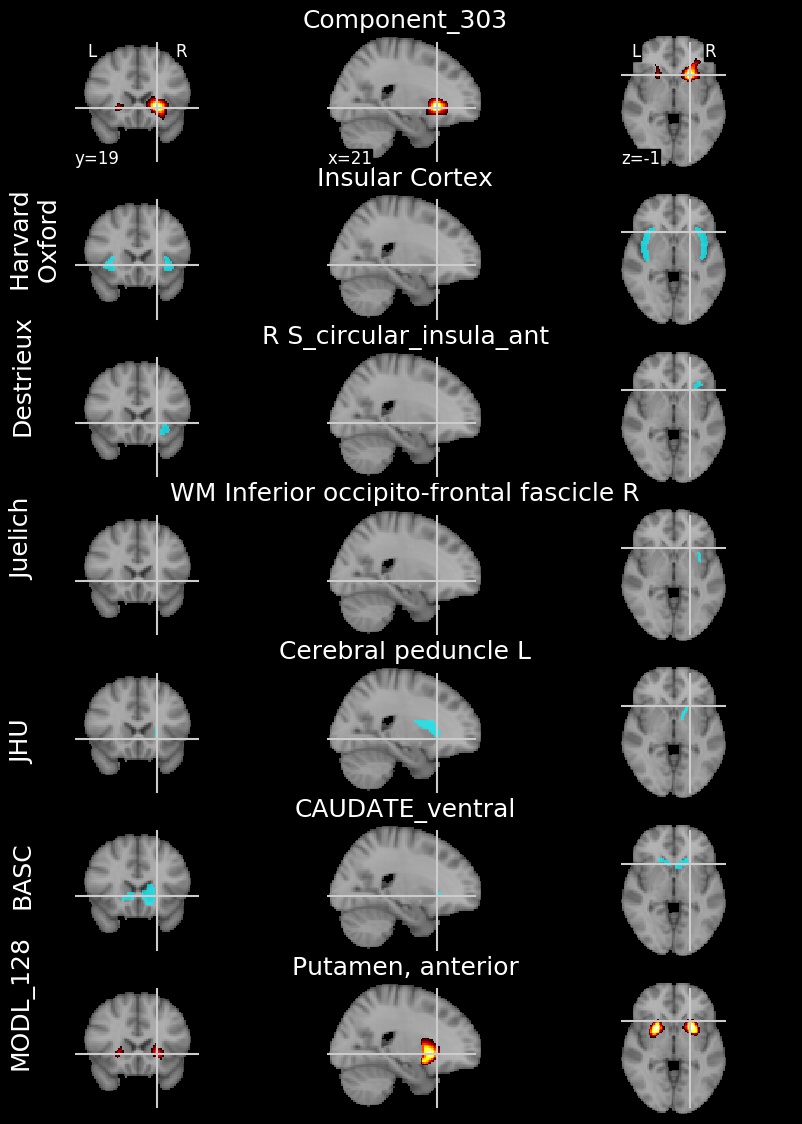 Component_303
L R
L R
y=19
x=21
z=-1
Insular Cortex
Harvard
Oxford
R S_circular_insula_ant
Destrieux
WM Inferior occipito-frontal fascicle R
Juelich
Cerebral peduncle L
JHU
CAUDATE_ventral
BASC
Putamen, anterior
MODL_128